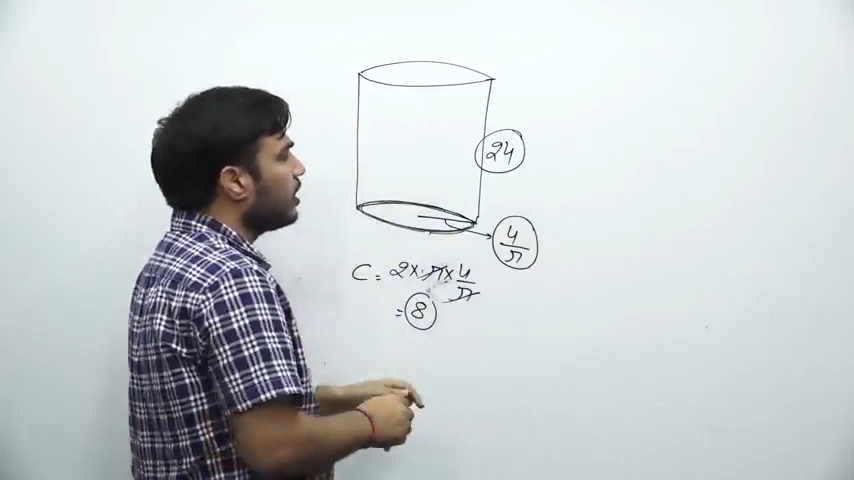 24
4/π
C = 2 × π × 4/π
= 8